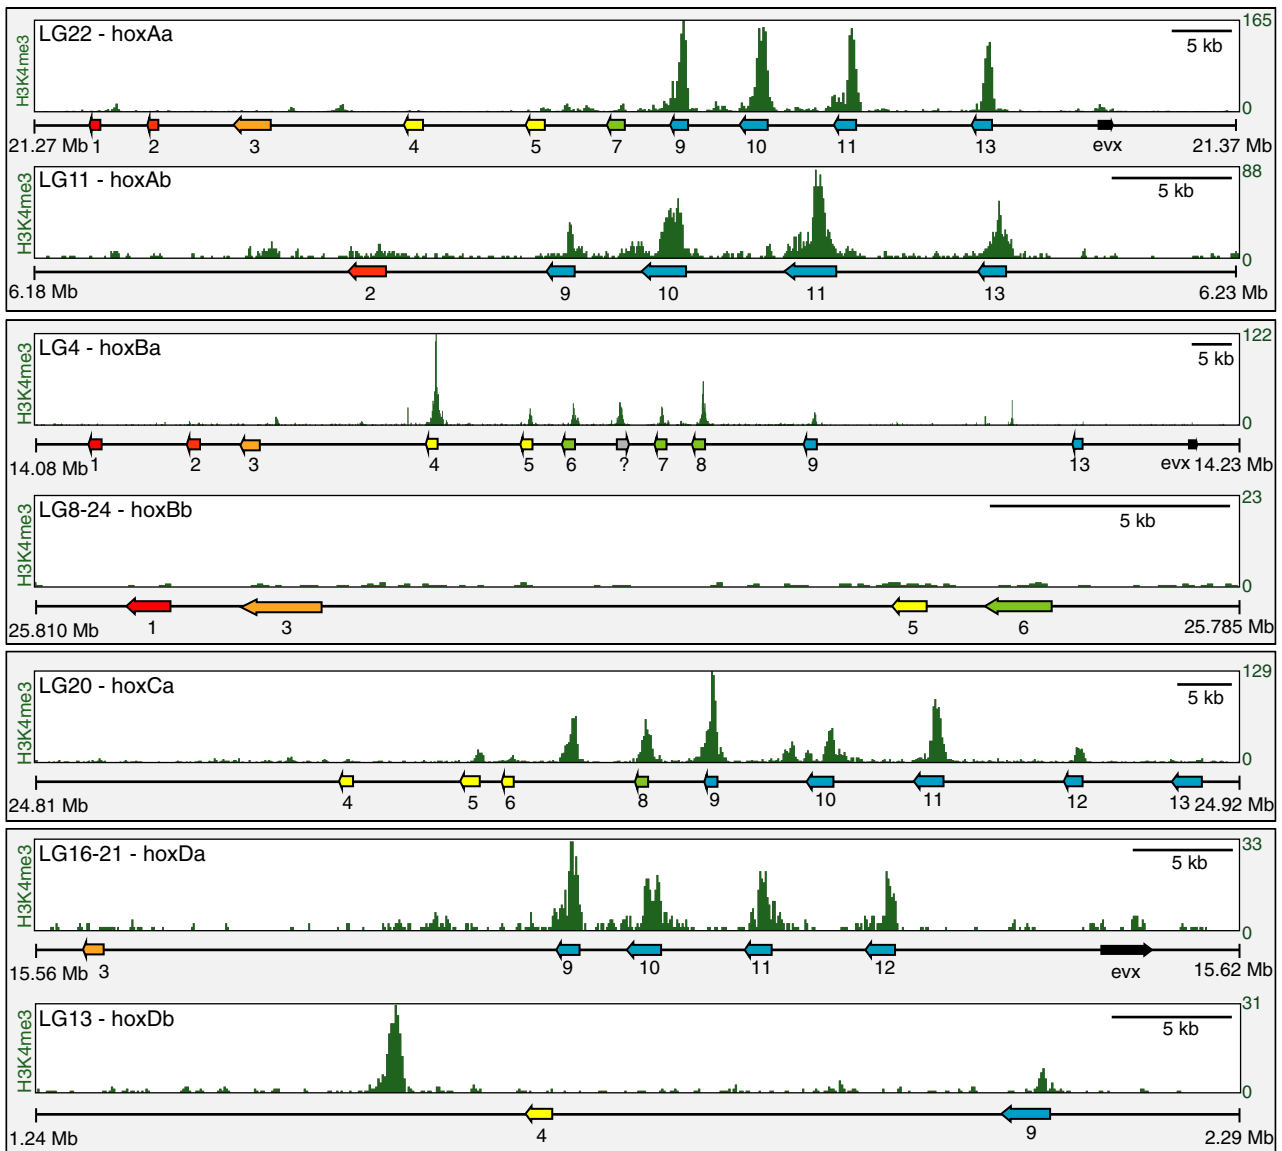 LG22 - hoxAa
165
H3K4me3
5 kb
0
21.27 Mb 1 2 3 4 5 7 9 10 11 13 evx 21.37 Mb
LG11 - hoxAb
88
H3K4me3
5 kb
0
6.18 Mb 2 9 10 11 13 6.23 Mb
LG4 - hoxBa
122
H3K4me3
5 kb
0
14.08 Mb 1 2 3 4 5 6 ? 7 8 9 13 evx 14.23 Mb
LG8-24 - hoxBb
23
H3K4me3
5 kb
0
25.810 Mb 1 3 5 6 25.785 Mb
LG20 - hoxCa
129
H3K4me3
5 kb
0
24.81 Mb 4 5 6 8 9 10 11 12 13 24.92 Mb
LG16-21 - hoxDa
33
H3K4me3
5 kb
0
15.56 Mb 3 9 10 11 12 evx 15.62 Mb
LG13 - hoxDb
31
H3K4me3
5 kb
0
1.24 Mb 4 9 2.29 Mb